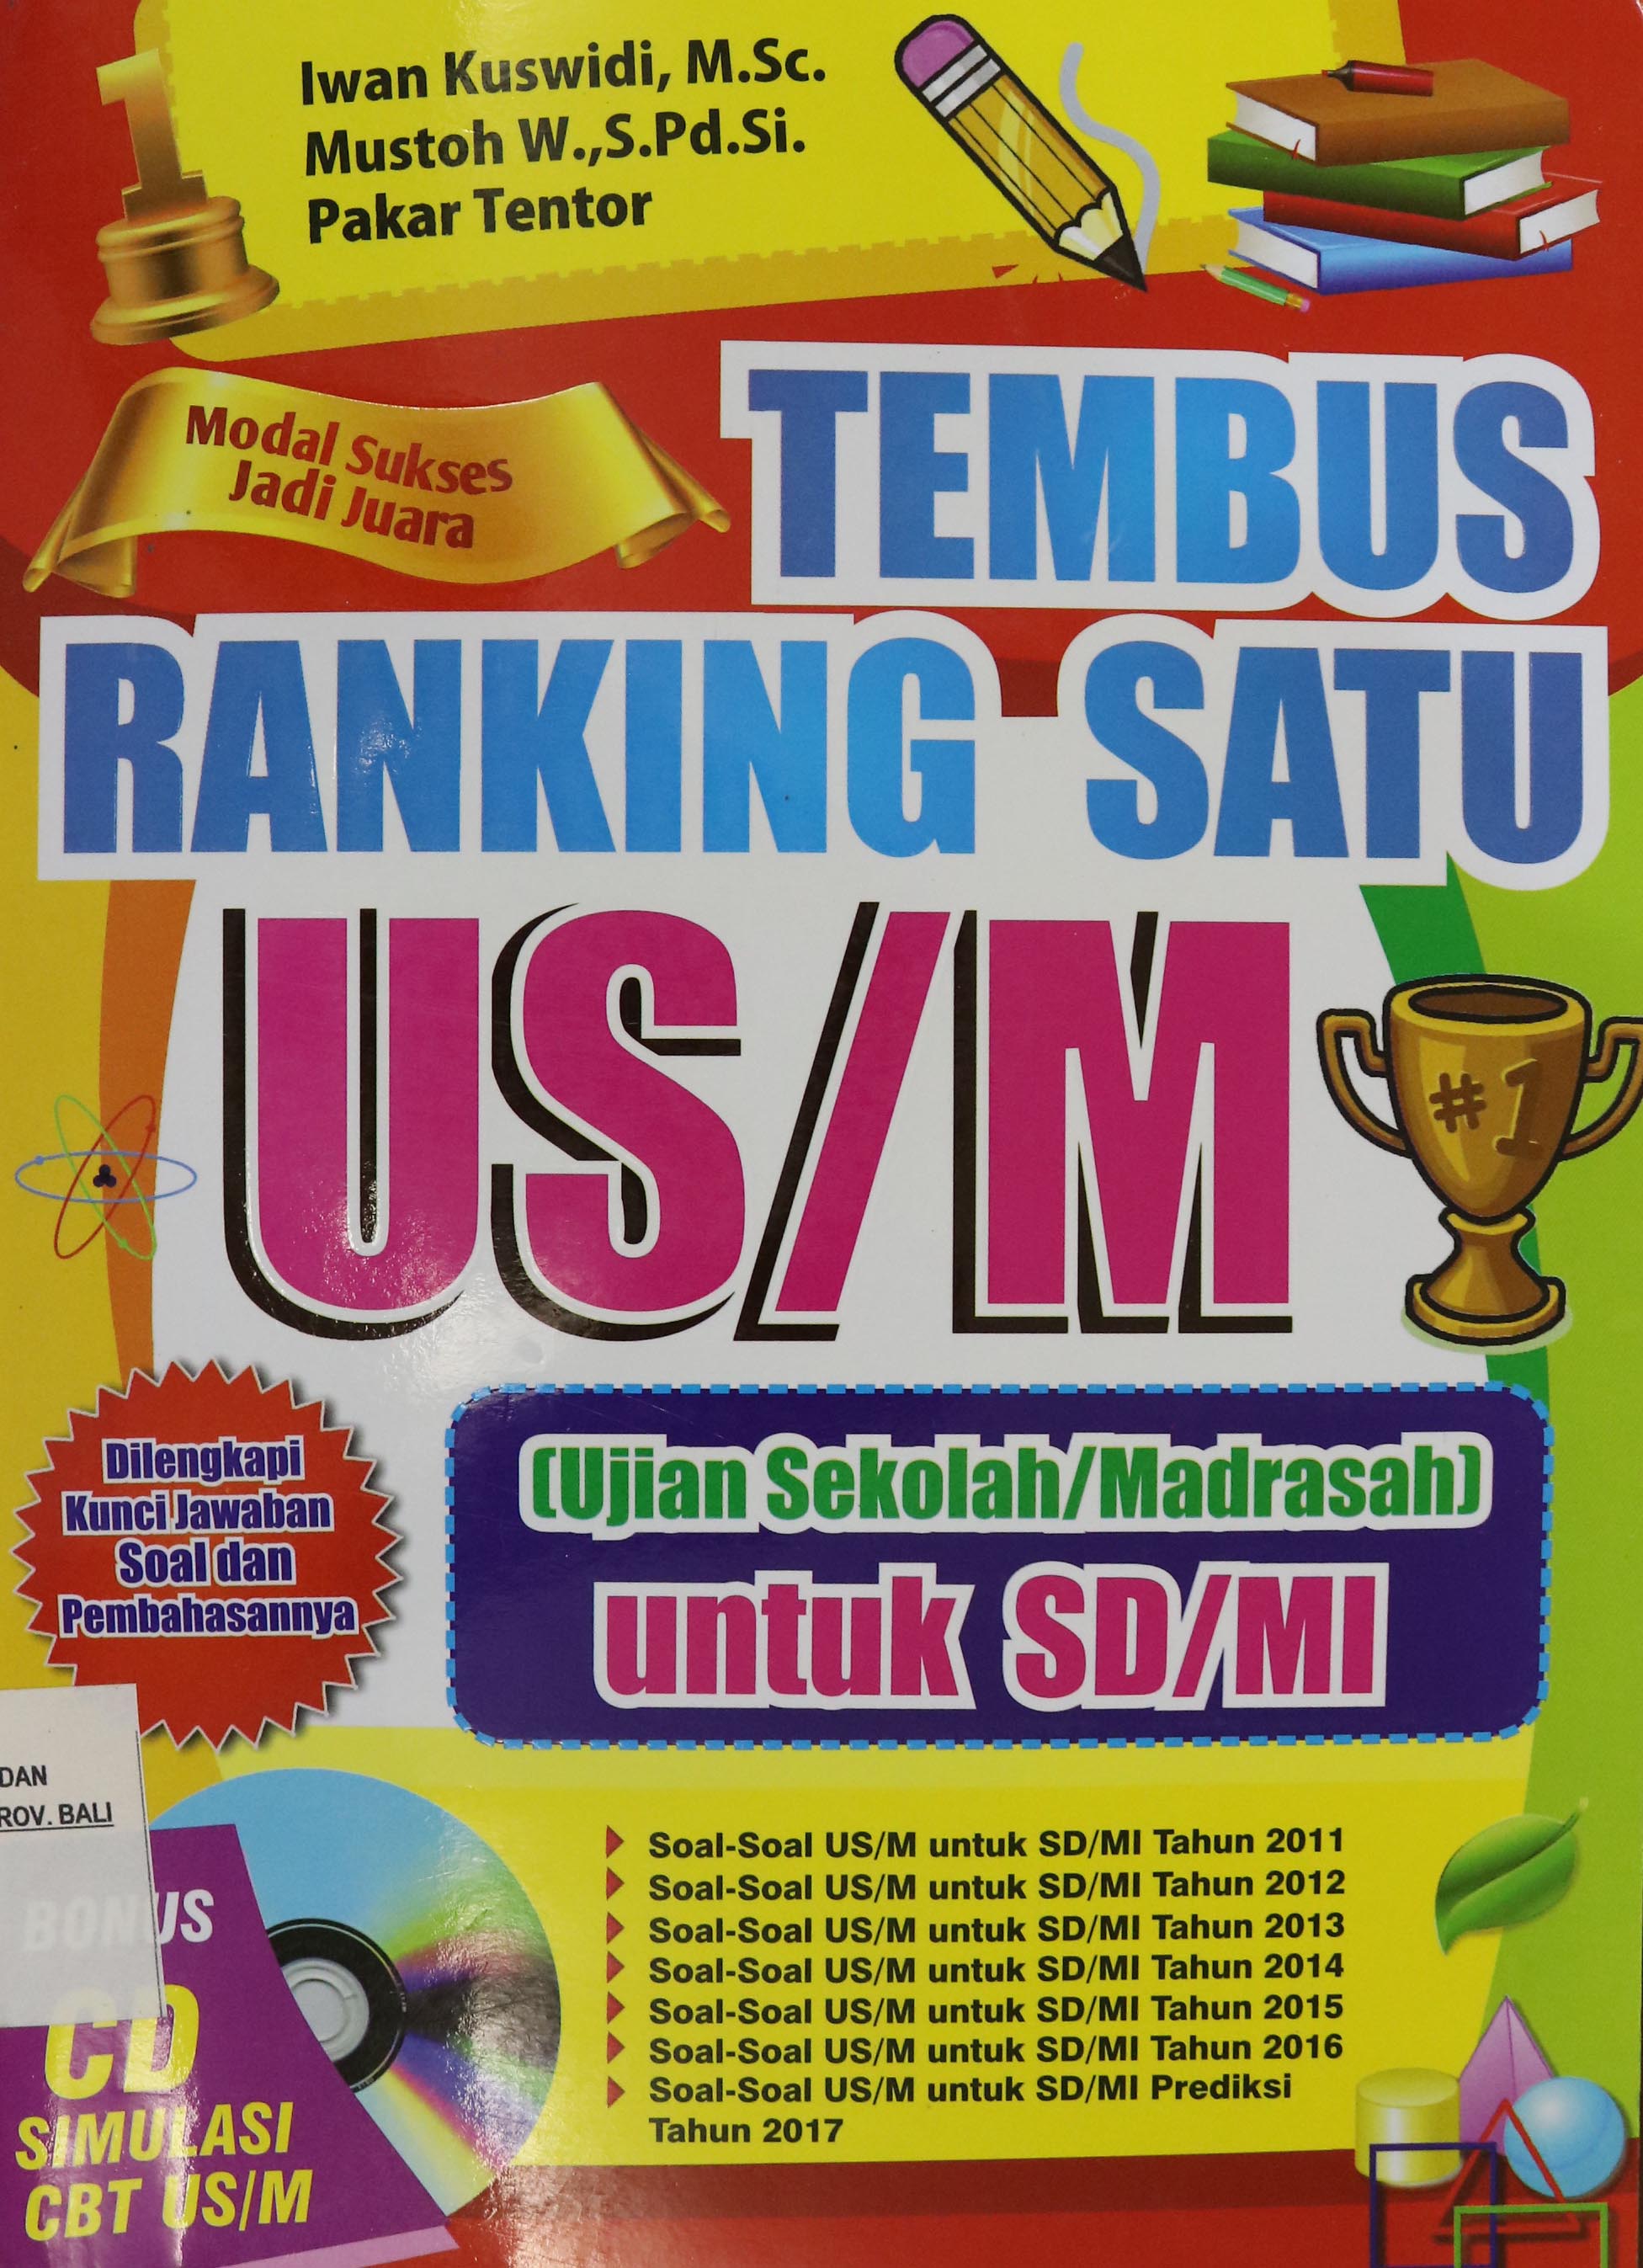 Iwan Kuswidi, M.Sc.
Mustoh W.,S.Pd.Si.
Pakar Tentor
Modal Sukses
Jadi Juara
TEMBUS
RANKING SATU
US/M
#1
(Ujian Sekolah/Madrasah)
untuk SD/MI
Dilengkapi
Kunci Jawaban
Soal dan
Pembahasannya
DAN
ROV. BALI
BONUS
CD
SIMULASI
CBT US/M
Soal-Soal US/M untuk SD/MI Tahun 2011
Soal-Soal US/M untuk SD/MI Tahun 2012
Soal-Soal US/M untuk SD/MI Tahun 2013
Soal-Soal US/M untuk SD/MI Tahun 2014
Soal-Soal US/M untuk SD/MI Tahun 2015
Soal-Soal US/M untuk SD/MI Tahun 2016
Soal-Soal US/M untuk SD/MI Prediksi
Tahun 2017